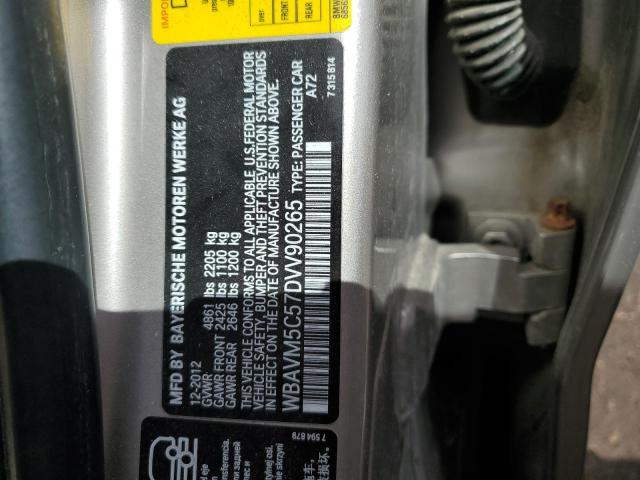 MFD BY BAYERISCHE MOTOREN WERKE AG
12-2012
GVWR 4861 lbs 2205 kg
GAWR FRONT 2425 lbs 1100 kg
GAWR REAR 2646 lbs 1200 kg
THIS VEHICLE CONFORMS TO ALL APPLICABLE U.S. FEDERAL MOTOR
VEHICLE SAFETY, BUMPER AND THEFT PREVENTION STANDARDS
IN EFFECT ON THE DATE OF MANUFACTURE SHOWN ABOVE.
WBAVM5C57DVV90265 TYPE: PASSENGER CAR
A72
7 315 814
FRONT
REAR
BMW
7 594 879